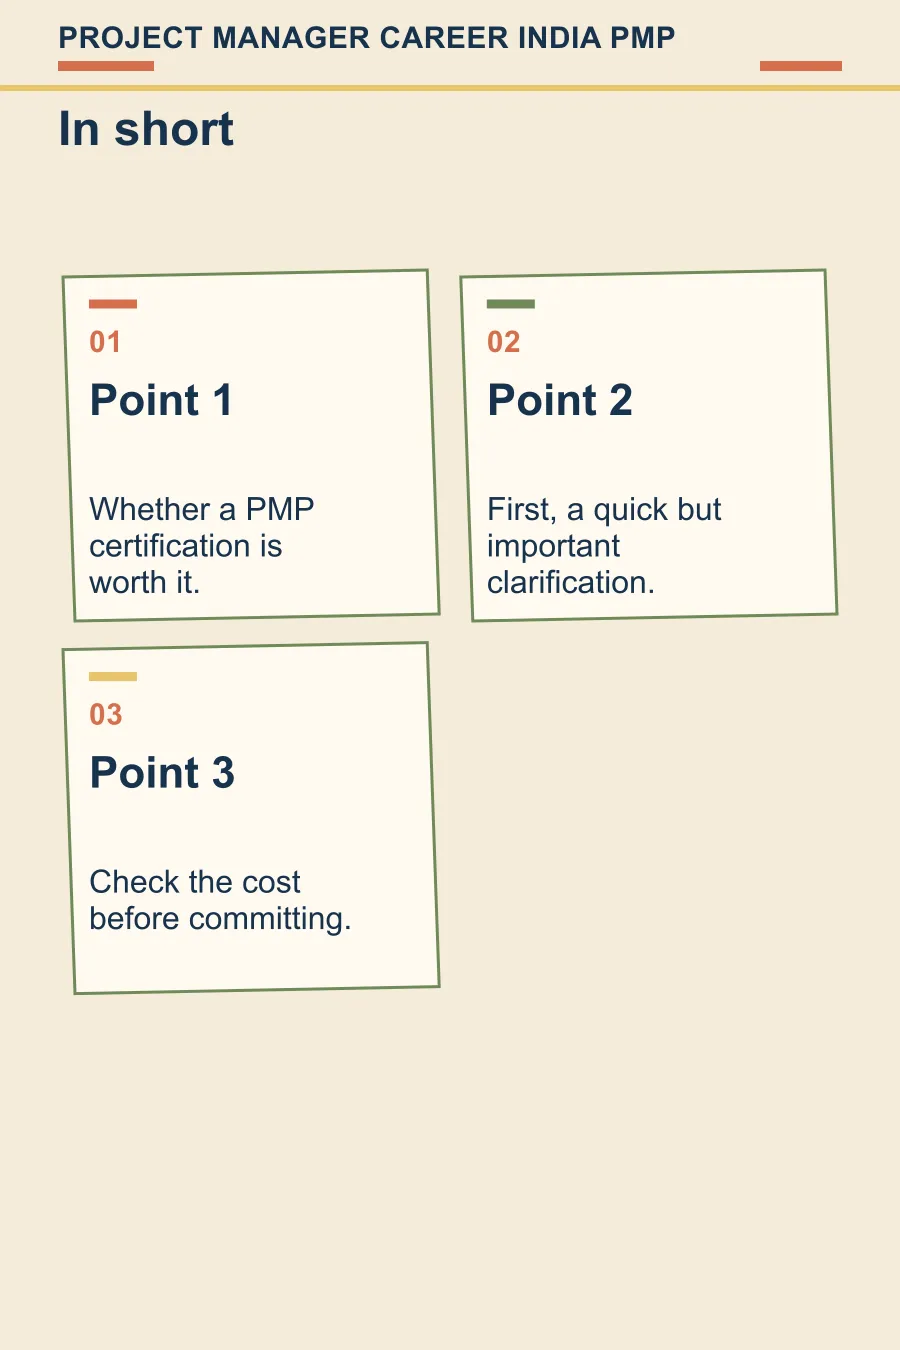 PROJECT MANAGER CAREER INDIA PMP
In short
01
Point 1
Whether a PMP
certification is
worth it.
02
Point 2
First, a quick but
important
clarification.
03
Point 3
Check the cost
before committing.